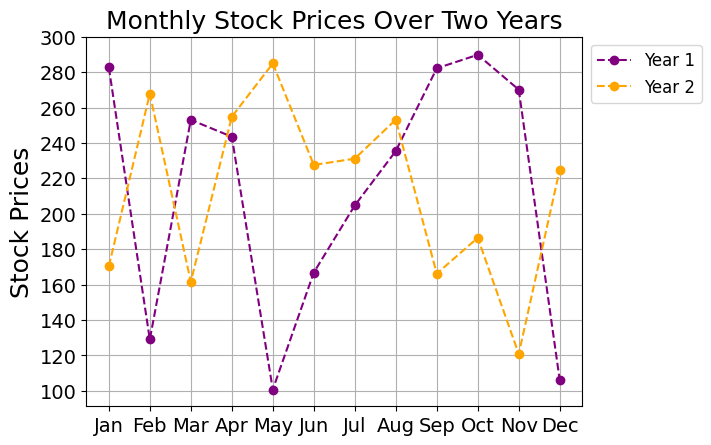 Monthly Stock Prices Over Two Years
Stock Prices
300
280
260
240
220
200
180
160
140
120
100
Jan Feb Mar Apr May Jun Jul Aug Sep Oct Nov Dec
Year 1
Year 2